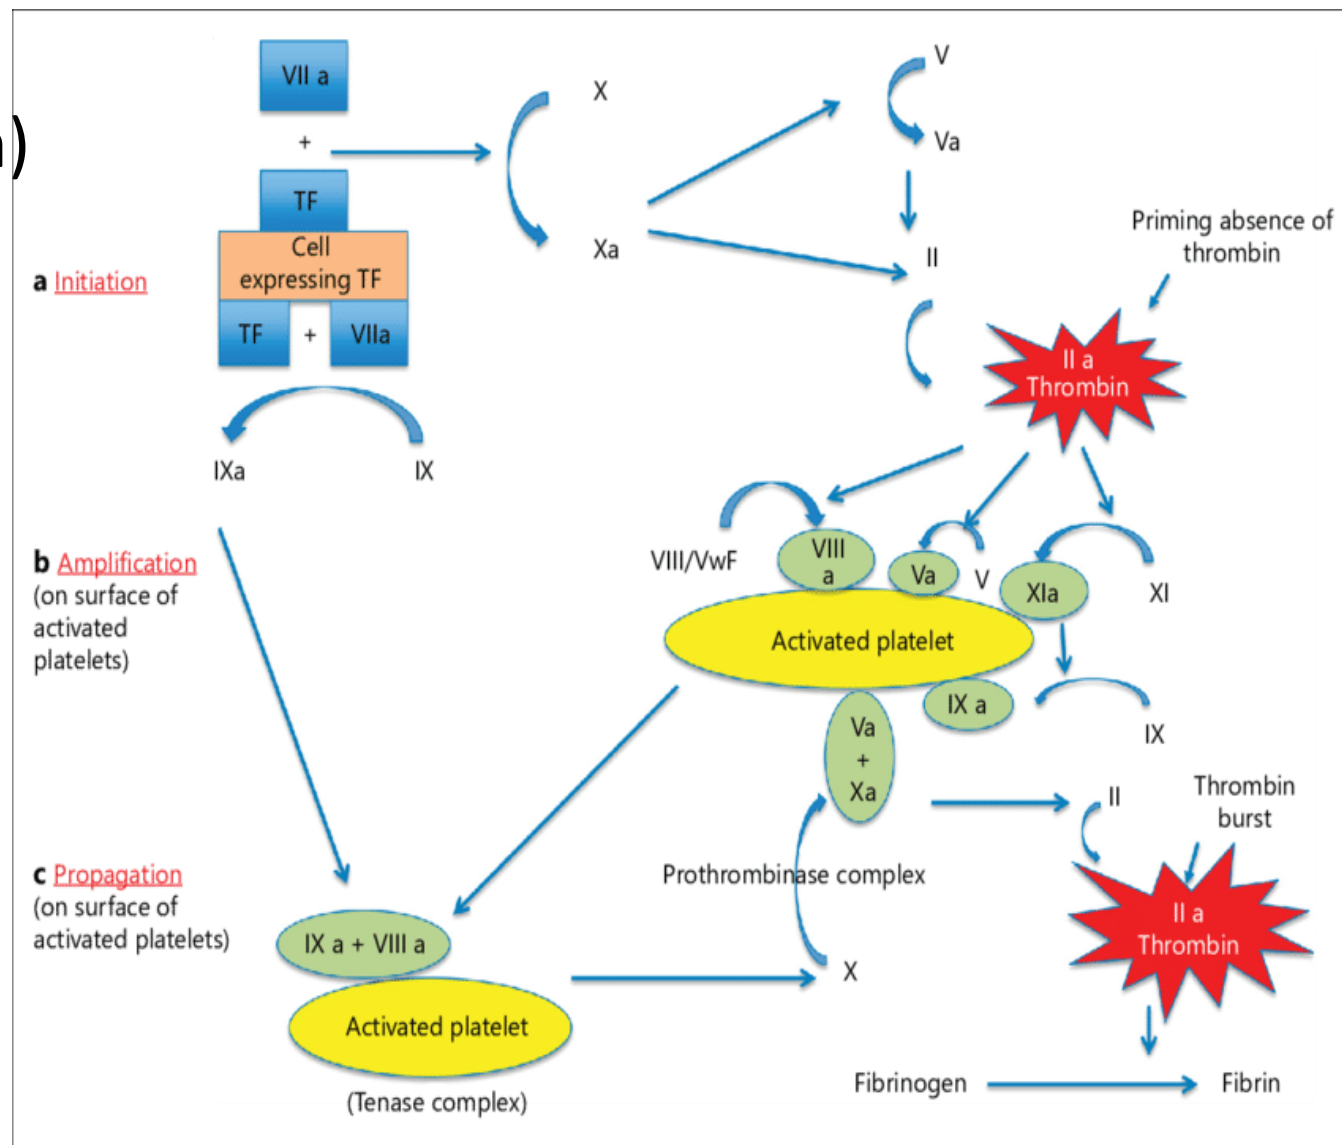 VII a
+
TF
Cell
expressing TF
TF
+
VIIa
IXa
IX
X
Xa
V
Va
II
Priming absence of
thrombin
II a
Thrombin
a Initiation
b Amplification
(on surface of
activated
platelets)
VIII/VwF
VIII
a
Va
V
XIa
XI
Activated platelet
IX a
IX
Va
+
Xa
II
Thrombin
burst
Prothrombinase complex
c Propagation
(on surface of
activated platelets)
IX a + VIII a
Activated platelet
(Tenase complex)
X
II a
Thrombin
Fibrinogen
Fibrin